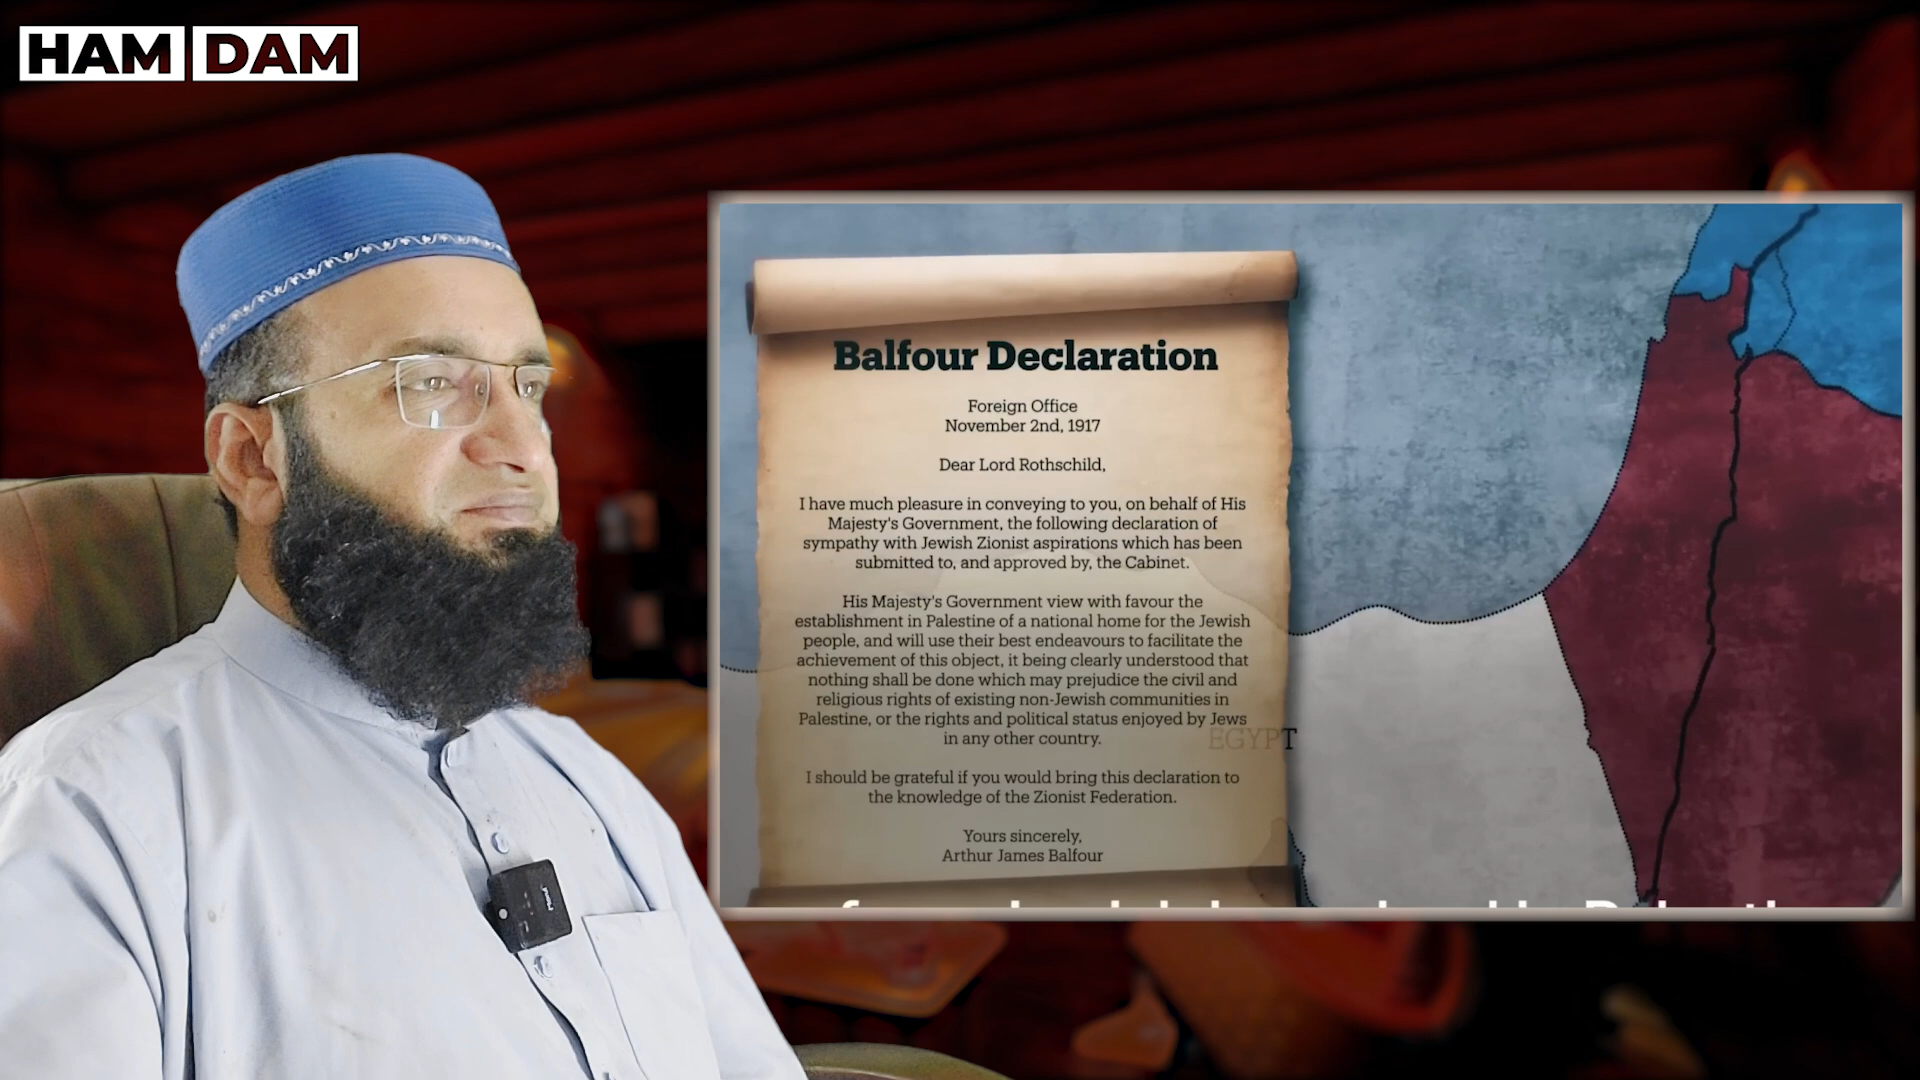 HAM DAM
Balfour Declaration
Foreign Office
November 2nd, 1917
Dear Lord Rothschild,
I have much pleasure in conveying to you, on behalf of His
Majesty's Government, the following declaration of
sympathy with Jewish Zionist aspirations which has been
submitted to, and approved by, the Cabinet.
His Majesty's Government view with favour the
establishment in Palestine of a national home for the Jewish
people, and will use their best endeavours to facilitate the
achievement of this object, it being clearly understood that
nothing shall be done which may prejudice the civil and
religious rights of existing non-Jewish communities in
Palestine, or the rights and political status enjoyed by Jews
in any other country.
EGYPT
I should be grateful if you would bring this declaration to
the knowledge of the Zionist Federation.
Yours sincerely,
Arthur James Balfour